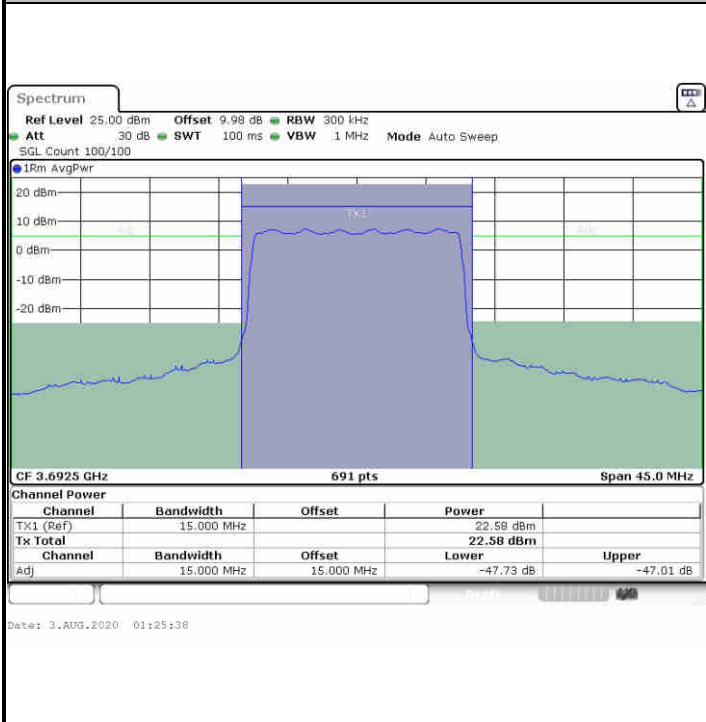 Spectrum
Ref Level 25.00 dBm Offset 9.98 dB RBW 300 kHz
Att 30 dB SWT 100 ms VBW 1 MHz Mode Auto Sweep
SGL Count 100/100
1Rm AvgPwr
20 dBm
TX1
10 dBm
Adj Adj
0 dBm
-10 dBm
-20 dBm
CF 3.6925 GHz 691 pts Span 45.0 MHz
Channel Power
Channel Bandwidth Offset Power
TX1 (Ref) 15.000 MHz 22.58 dBm
Tx Total 22.58 dBm
Channel Bandwidth Offset Lower Upper
Adj 15.000 MHz 15.000 MHz -47.73 dB -47.01 dB
Date: 3.AUG.2020 01:25:38